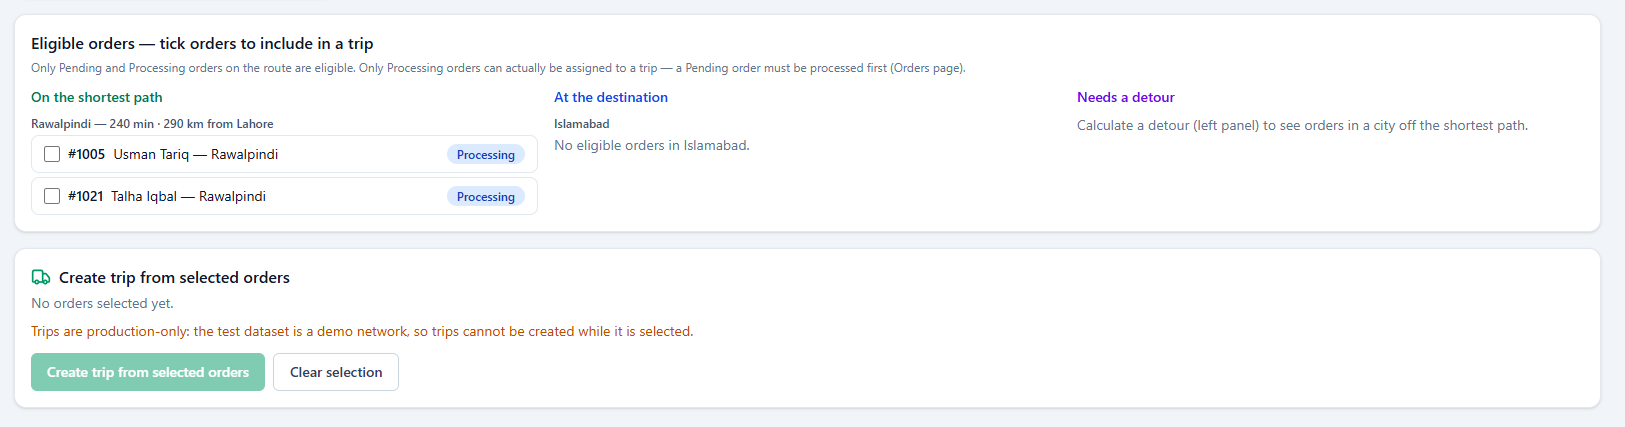 Eligible orders — tick orders to include in a trip
Only Pending and Processing orders on the route are eligible. Only Processing orders can actually be assigned to a trip — a Pending order must be processed first (Orders page).
On the shortest path
Rawalpindi — 240 min · 290 km from Lahore
#1005 Usman Tariq — Rawalpindi Processing
#1021 Talha Iqbal — Rawalpindi Processing
At the destination
Islamabad
No eligible orders in Islamabad.
Needs a detour
Calculate a detour (left panel) to see orders in a city off the shortest path.
Create trip from selected orders
No orders selected yet.
Trips are production-only: the test dataset is a demo network, so trips cannot be created while it is selected.
Create trip from selected orders Clear selection